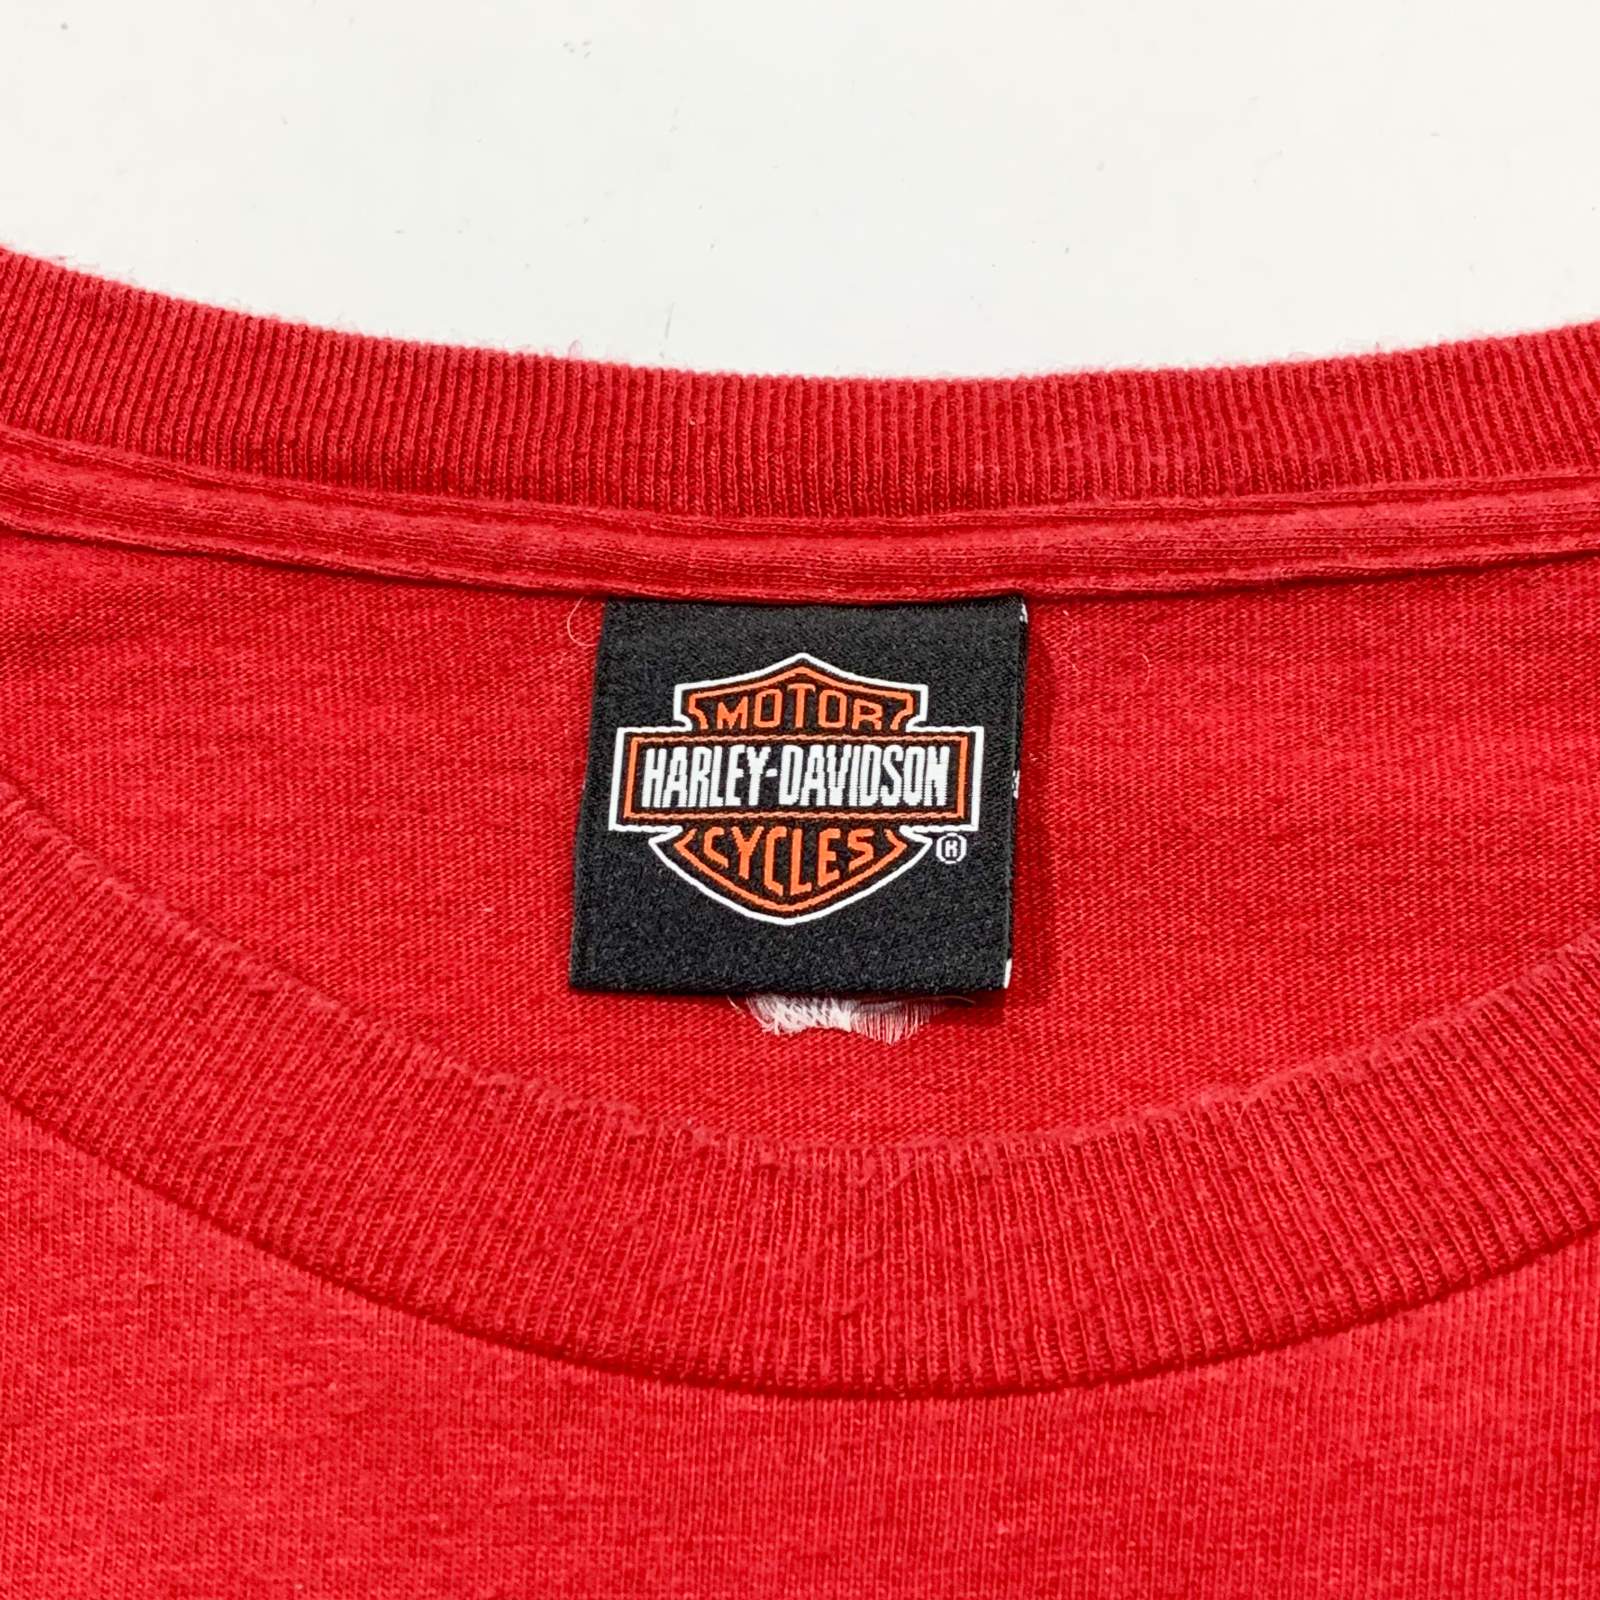 MOTOR
HARLEY-DAVIDSON
CYCLES
®